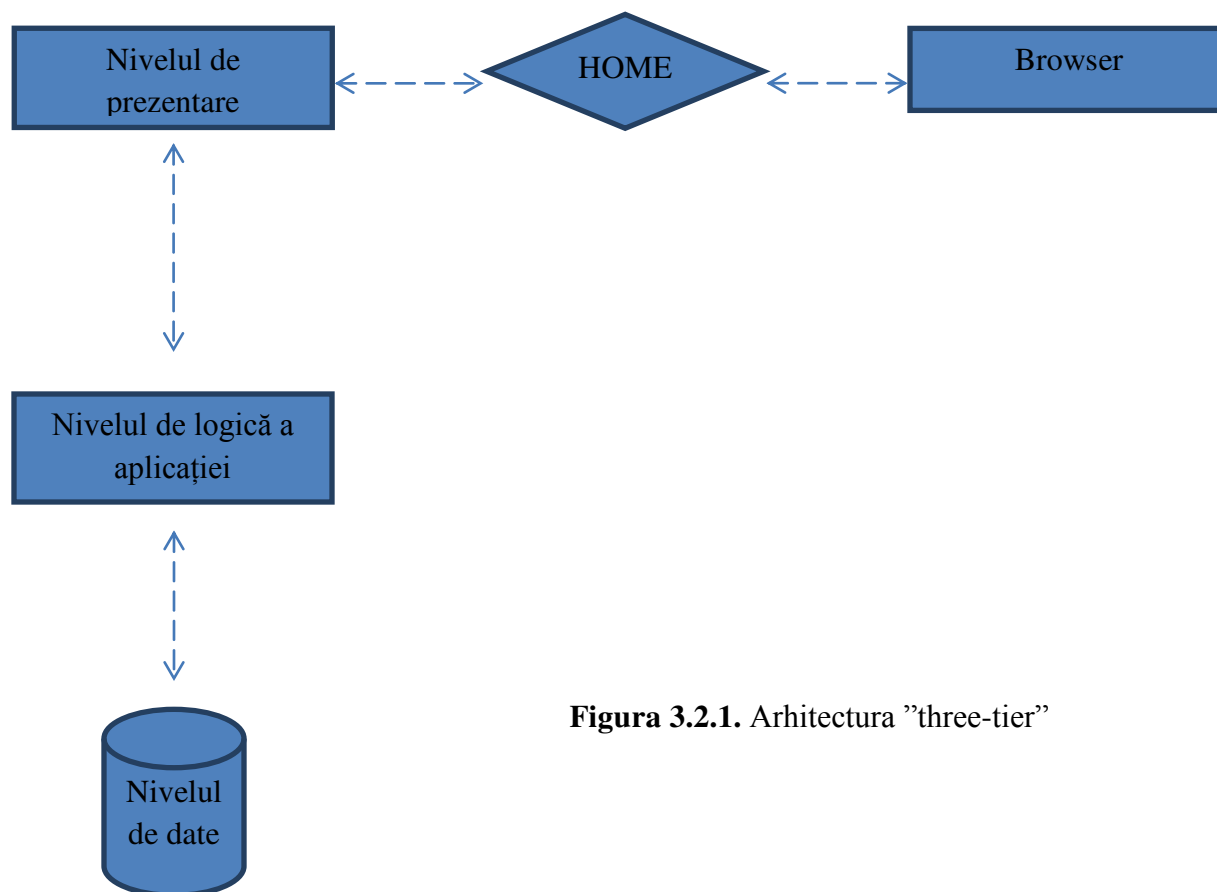 Nivelul de
prezentare
HOME
Browser
Nivelul de logică a
aplicației
Figura 3.2.1. Arhitectura ”three-tier”
Nivelul
de date